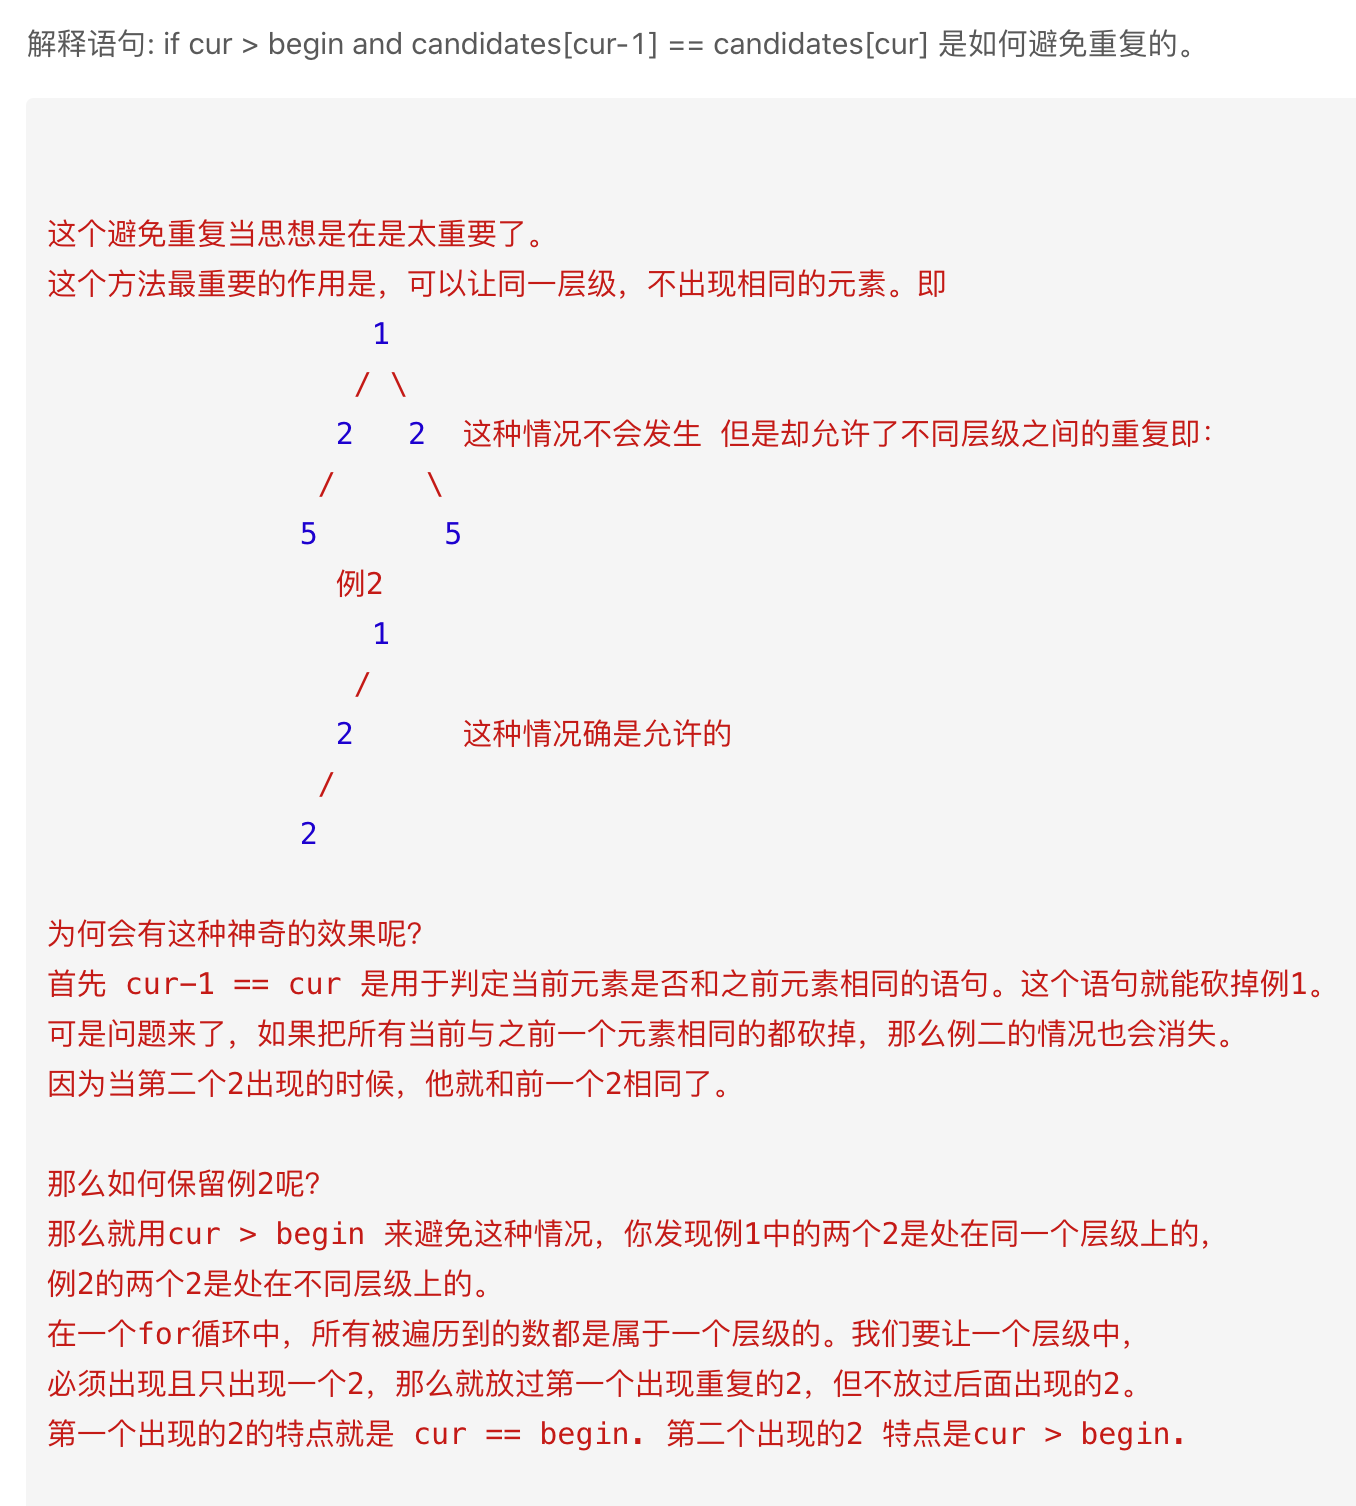 解释语句: if cur > begin and candidates[cur-1] == candidates[cur] 是如何避免重复的。
这个避免重复当思想是在是太重要了。
这个方法最重要的作用是，可以让同一层级，不出现相同的元素。即
1
/ \
2 2 这种情况不会发生 但是却允许了不同层级之间的重复即：
/ \
5 5
例2
1
/
2 这种情况确是允许的
/
2
为何会有这种神奇的效果呢？
首先 cur-1 == cur 是用于判定当前元素是否和之前元素相同的语句。这个语句就能砍掉例1。
可是问题来了，如果把所有当前与之前一个元素相同的都砍掉，那么例二的情况也会消失。
因为当第二个2出现的时候，他就和前一个2相同了。
那么如何保留例2呢？
那么就用cur > begin 来避免这种情况，你发现例1中的两个2是处在同一个层级上的，
例2的两个2是处在不同层级上的。
在一个for循环中，所有被遍历到的数都是属于一个层级的。我们要让一个层级中，
必须出现且只出现一个2，那么就放过第一个出现重复的2，但不放过后面出现的2。
第一个出现的2的特点就是 cur == begin. 第二个出现的2 特点是cur > begin.